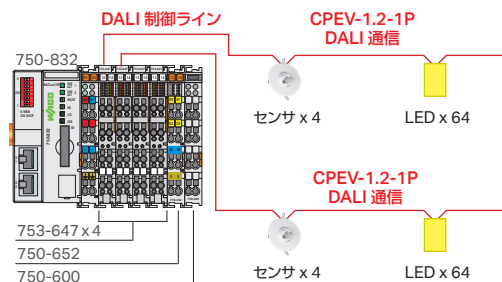 DALI 制御ライン
CPEV-1.2-1P
DALI 通信
750-832
WAGO
センサ x 4
LED x 64
CPEV-1.2-1P
DALI 通信
753-647 x 4
750-652
750-600
センサ x 4
LED x 64